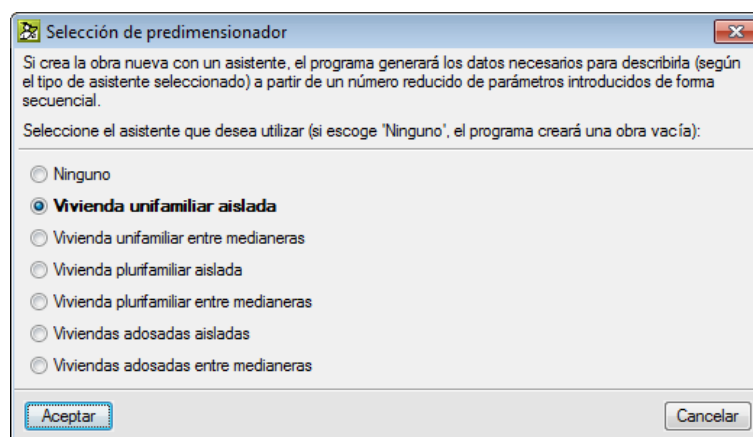 Selección de predimensionador
Si crea la obra nueva con un asistente, el programa generará los datos necesarios para describirla (según
el tipo de asistente seleccionado) a partir de un número reducido de parámetros introducidos de forma
secuencial.
Seleccione el asistente que desea utilizar (si escoge 'Ninguno', el programa creará una obra vacía):
Ninguno
Vivienda unifamiliar aislada
Vivienda unifamiliar entre medianeras
Vivienda plurifamiliar aislada
Vivienda plurifamiliar entre medianeras
Viviendas adosadas aisladas
Viviendas adosadas entre medianeras
Aceptar
Cancelar